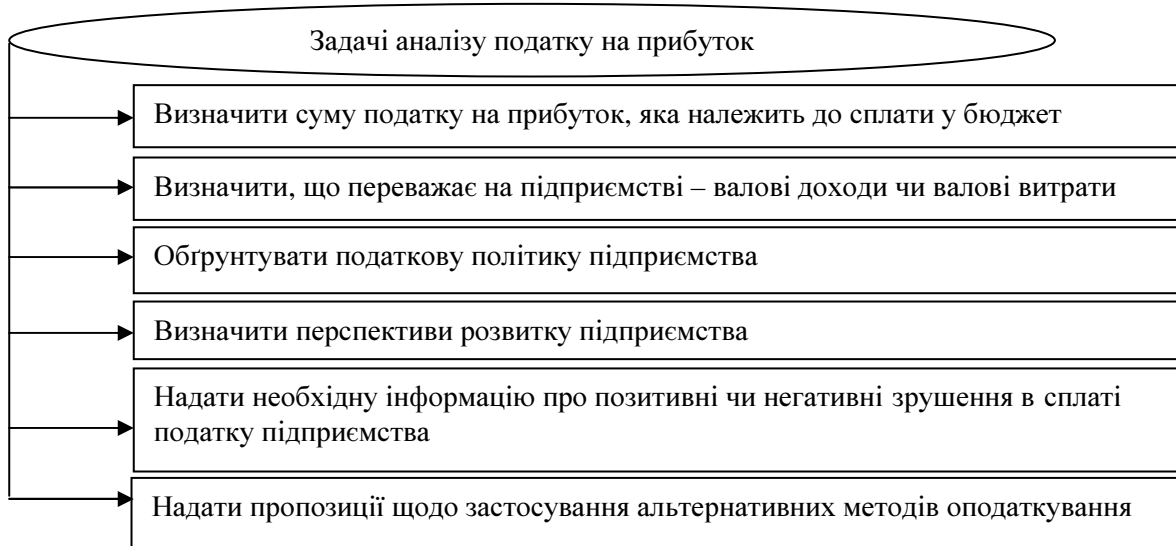 Задачі аналізу податку на прибуток
Визначити суму податку на прибуток, яка належить до сплати у бюджет
Визначити, що переважає на підприємстві – валові доходи чи валові витрати
Обґрунтувати податкову політику підприємства
Визначити перспективи розвитку підприємства
Надати необхідну інформацію про позитивні чи негативні зрушення в сплаті
податку підприємства
Надати пропозиції щодо застосування альтернативних методів оподаткування